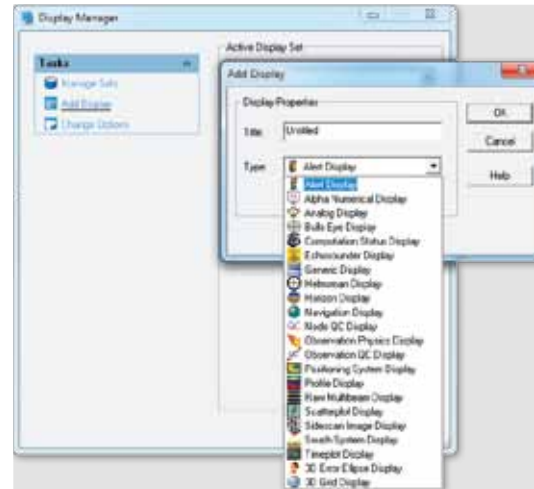 Display Manager
Tasks
Manage Sets
Add Display
Change Options
Active Display Set
Add Display
Display Properties
Title:
Untitled
Type:
Alert Display
OK
Cancel
Help
Alert Display
Alpha Numerical Display
Analog Display
Bulls Eye Display
Computation Status Display
Echosounder Display
Generic Display
Helmsman Display
Horizon Display
Navigation Display
Node QC Display
Observation Physics Display
Observation QC Display
Positioning System Display
Profile Display
Raw Multibeam Display
Scatterplot Display
Sidescan Image Display
Swath System Display
Timeplot Display
3D Error Ellipse Display
3D Grid Display